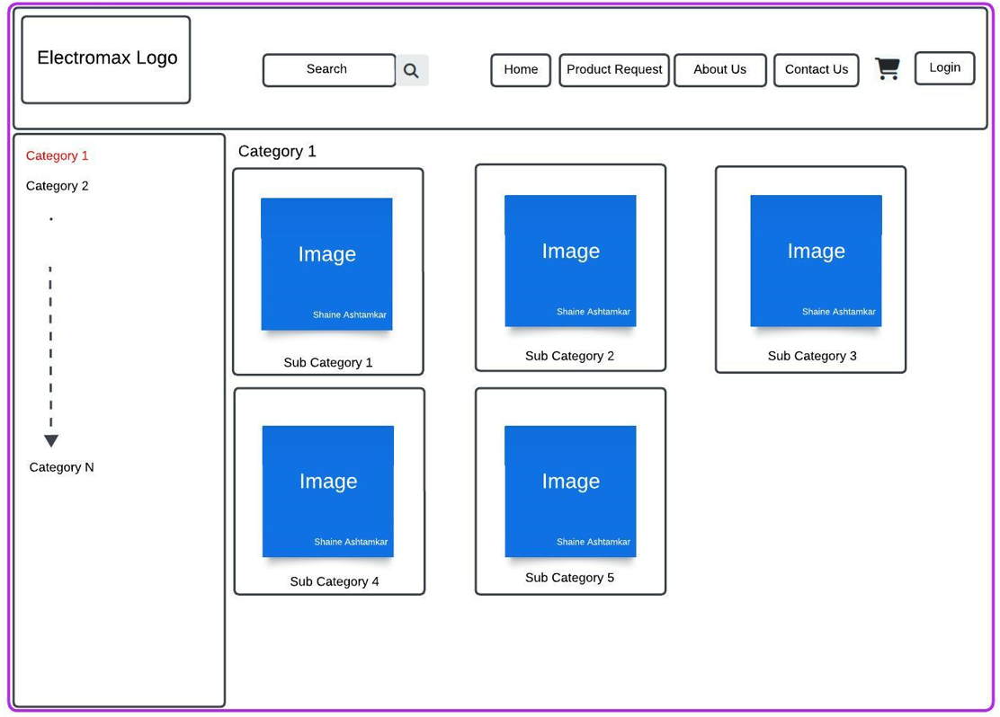 Electromax Logo
Search
Home
Product Request
About Us
Contact Us
Login
Category 1
Category 2
Category N
Category 1
Image
Shaine Ashtamkar
Sub Category 1
Image
Shaine Ashtamkar
Sub Category 2
Image
Shaine Ashtamkar
Sub Category 3
Image
Shaine Ashtamkar
Sub Category 4
Image
Shaine Ashtamkar
Sub Category 5